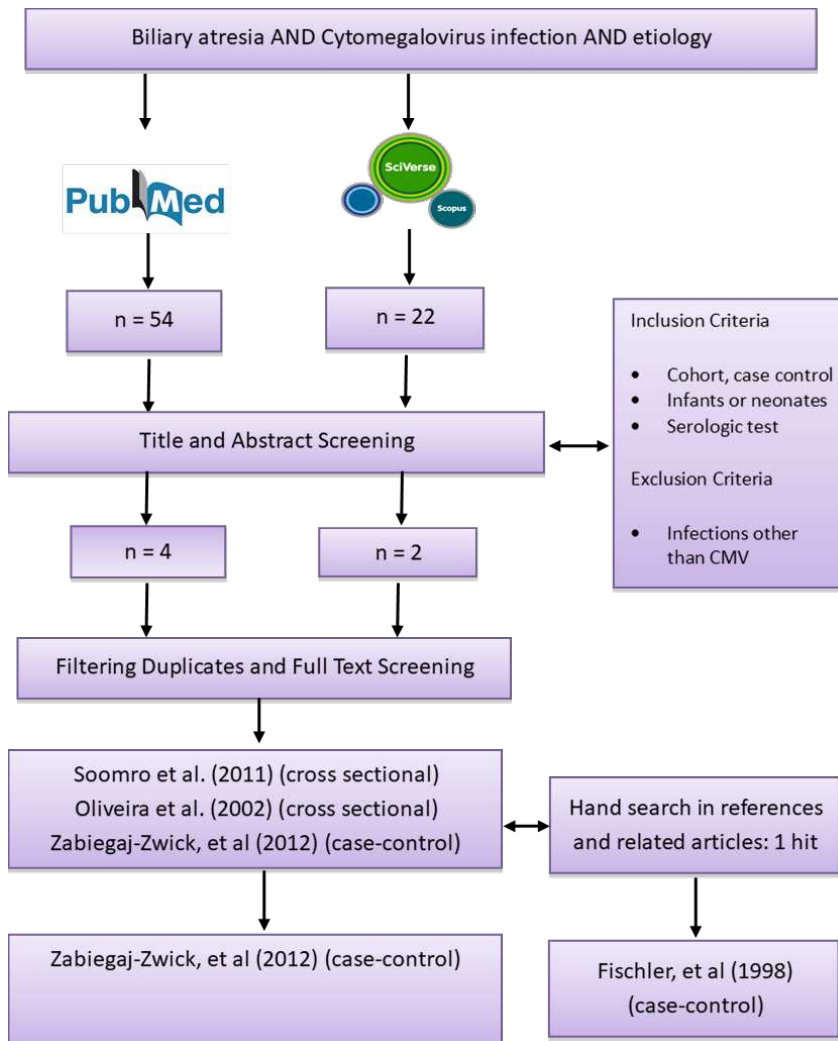 Biliary atresia AND Cytomegalovirus infection AND etiology
PubMed
SciVerse
Scopus
n = 54
n = 22
Title and Abstract Screening
Inclusion Criteria
• Cohort, case control
• Infants or neonates
• Serologic test
Exclusion Criteria
• Infections other
than CMV
n = 4
n = 2
Filtering Duplicates and Full Text Screening
Soomro et al. (2011) (cross sectional)
Oliveira et al. (2002) (cross sectional)
Zabiegaj-Zwick, et al (2012) (case-control)
Hand search in references
and related articles: 1 hit
Zabiegaj-Zwick, et al (2012) (case-control)
Fischler, et al (1998)
(case-control)